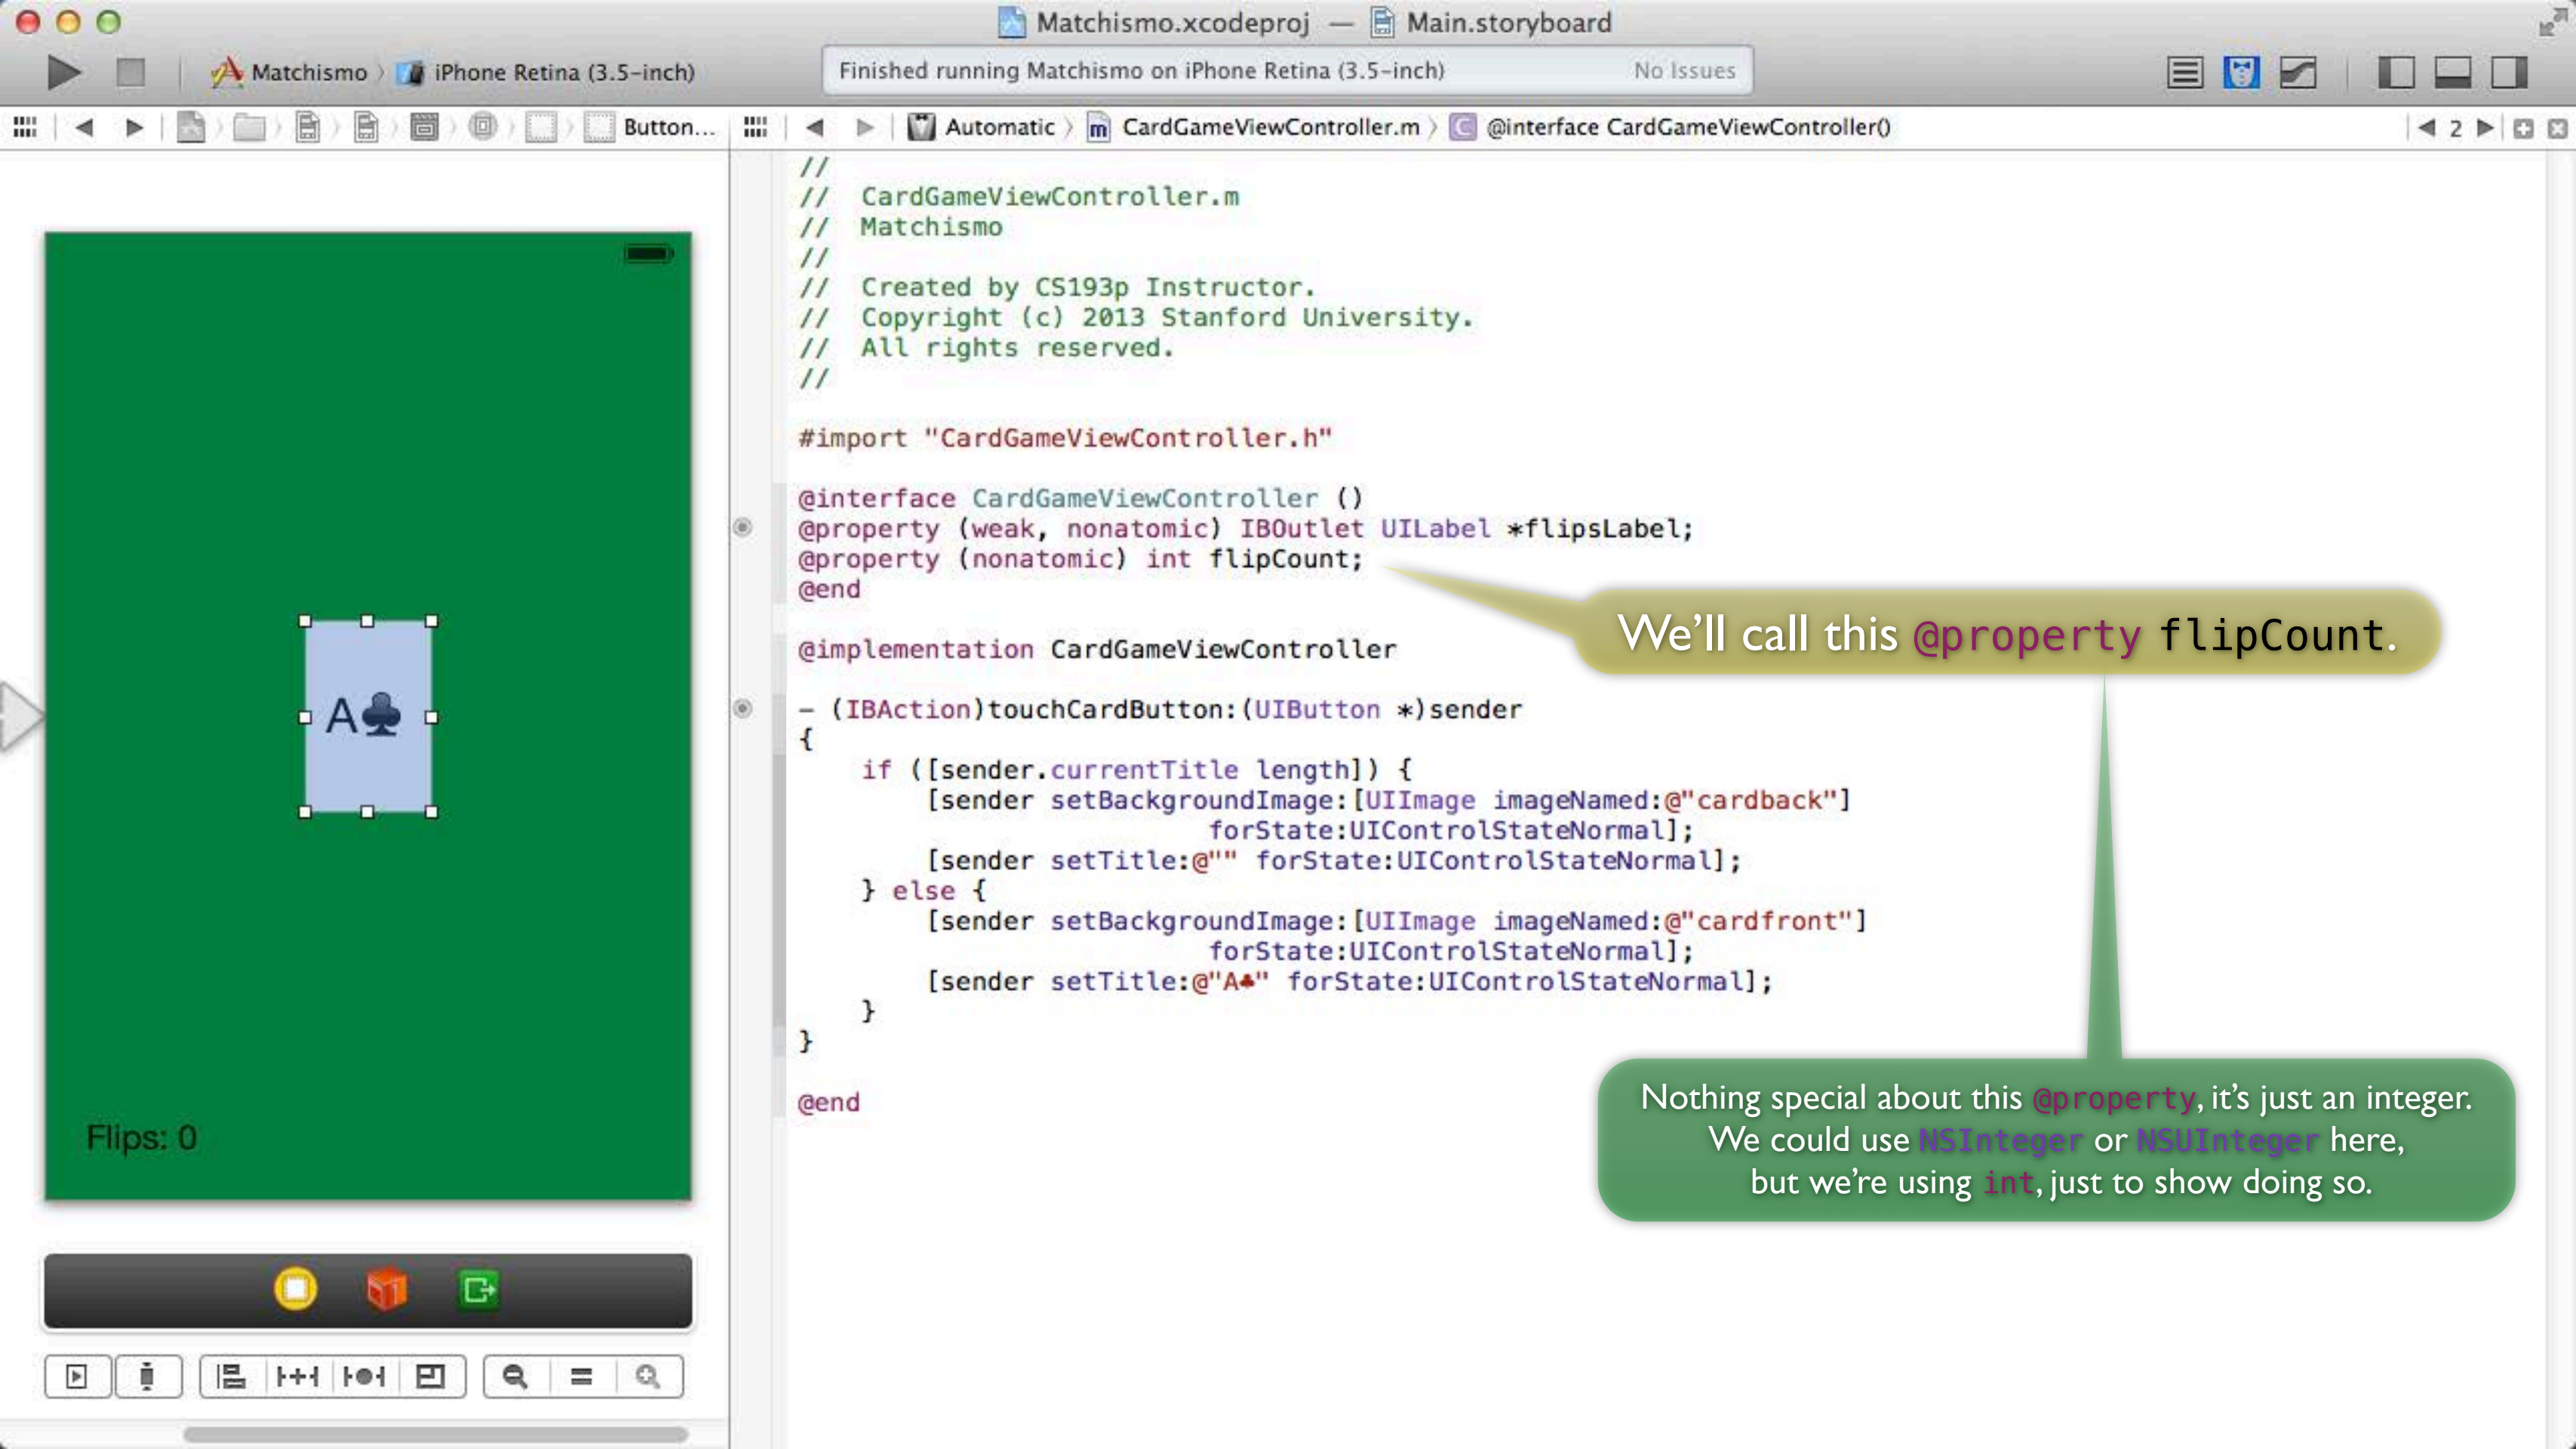 Matchismo.xcodeproj — Main.storyboard
Matchismo iPhone Retina (3.5-inch)
Finished running Matchismo on iPhone Retina (3.5-inch) No Issues
Button...
Automatic CardGameViewController.m @interface CardGameViewController()
2
//
// CardGameViewController.m
// Matchismo
//
// Created by CS193p Instructor.
// Copyright (c) 2013 Stanford University.
// All rights reserved.
//
#import "CardGameViewController.h"
@interface CardGameViewController ()
@property (weak, nonatomic) IBOutlet UILabel *flipsLabel;
@property (nonatomic) int flipCount;
@end
@implementation CardGameViewController
- (IBAction)touchCardButton:(UIButton *)sender
{
if ([sender.currentTitle length]) {
[sender setBackgroundImage:[UIImage imageNamed:@"cardback"]
forState:UIControlStateNormal];
[sender setTitle:@"" forState:UIControlStateNormal];
} else {
[sender setBackgroundImage:[UIImage imageNamed:@"cardfront"]
forState:UIControlStateNormal];
[sender setTitle:@"A♣" forState:UIControlStateNormal];
}
}
@end
A♣
Flips: 0
We'll call this @property flipCount.
Nothing special about this @property, it's just an integer.
We could use NSInteger or NSUInteger here,
but we're using int, just to show doing so.